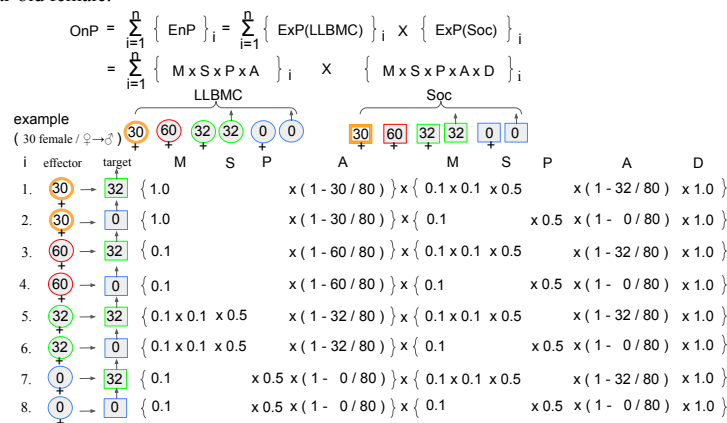 ar old female.
OnP = n Σ i=1 { EnP } i = n Σ i=1 { ExP(LLBMC) } i X { ExP(Soc) } i
= n Σ i=1 { M x S x P x A } i X { M x S x P x A x D } i
LLBMC Soc
example
( 30 female / ♀→♂ ) 30 60 32 32 0 0 30 60 32 32 0 0
+ + + + + +
i effector target M S P A M S P A D
1. 30 → 32 { 1.0 x ( 1 - 30 / 80 ) } x { 0.1 x 0.1 x 0.5 x ( 1 - 32 / 80 ) x 1.0 }
+
2. 30 → 0 { 1.0 x ( 1 - 30 / 80 ) } x { 0.1 x 0.5 x ( 1 - 0 / 80 ) x 1.0 }
+
3. 60 → 32 { 0.1 x ( 1 - 60 / 80 ) } x { 0.1 x 0.1 x 0.5 x ( 1 - 32 / 80 ) x 1.0 }
+
4. 60 → 0 { 0.1 x ( 1 - 60 / 80 ) } x { 0.1 x 0.5 x ( 1 - 0 / 80 ) x 1.0 }
+
5. 32 → 32 { 0.1 x 0.1 x 0.5 x ( 1 - 32 / 80 ) } x { 0.1 x 0.1 x 0.5 x ( 1 - 32 / 80 ) x 1.0 }
+
6. 32 → 0 { 0.1 x 0.1 x 0.5 x ( 1 - 32 / 80 ) } x { 0.1 x 0.5 x ( 1 - 0 / 80 ) x 1.0 }
+
7. 0 → 32 { 0.1 x 0.5 x ( 1 - 0 / 80 ) } x { 0.1 x 0.1 x 0.5 x ( 1 - 32 / 80 ) x 1.0 }
+
8. 0 → 0 { 0.1 x 0.5 x ( 1 - 0 / 80 ) } x { 0.1 x 0.5 x ( 1 - 0 / 80 ) x 1.0 }
+